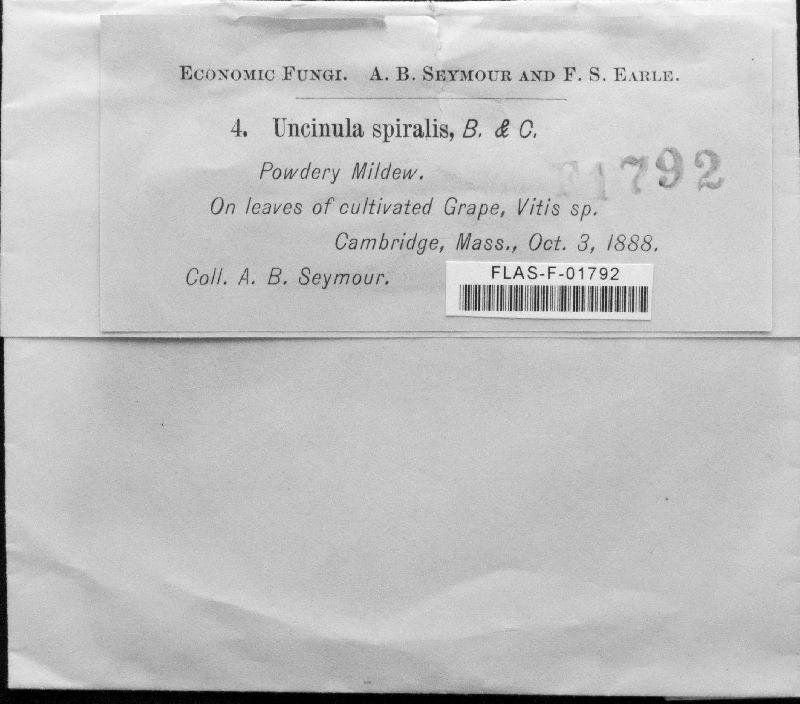 ECONOMIC FUNGI. A. B. SEYMOUR AND F. S. EARLE.
4. Uncinula spiralis, B. & C.
Powdery Mildew.
F1792
On leaves of cultivated Grape, Vitis sp.
Cambridge, Mass., Oct. 3, 1888.
Coll. A. B. Seymour.
FLAS-F-01792